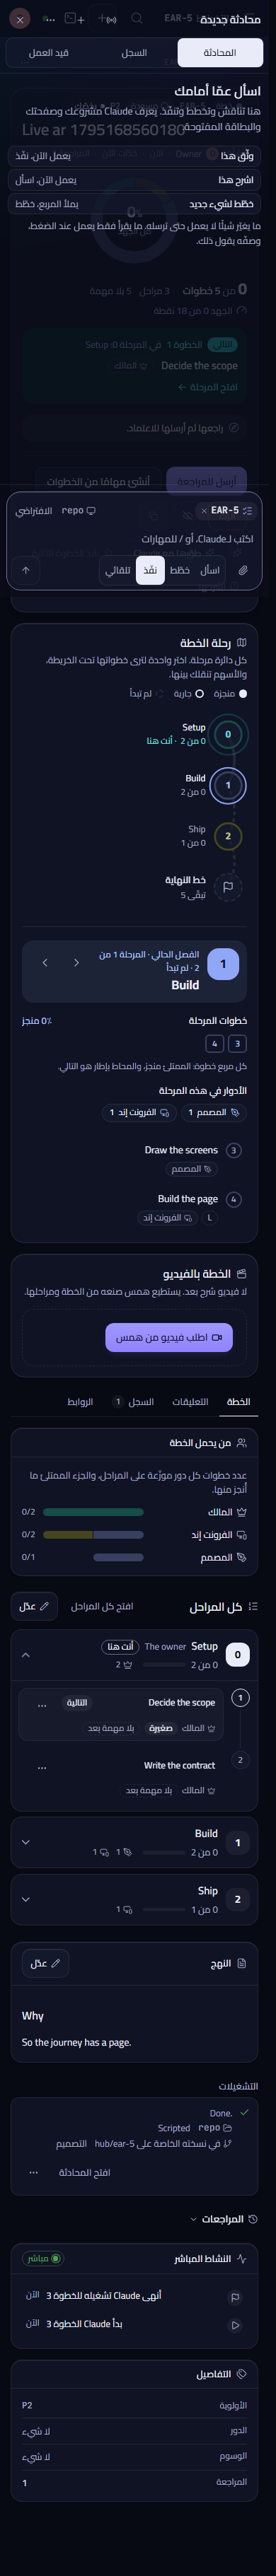 محادثة جديدة
EAR-5
المحادثة
السجل
قيد العمل
اسأل عمّا أمامك
هنا تناقش وتخطط وتنفّذ. يعرف Claude مشروعك وصفحتك والبطاقة المفتوحة.
Live ar 1795168560180
وثّق هذا
يعمل الآن، نفّذ
اشرح هذا
يعمل الآن، اسأل
خطّط لشيء جديد
يملأ المربع، خطّط
ما يغيّر شيئًا لا يعمل حتى ترسله. ما يقرأ فقط يعمل عند الضغط، وصفّه يقول ذلك.
0 من 5 خطوات
3 مراحل
5 بلا مهمة
الجهد 0 من 18 نقطة
التالي
الخطوة 1
في المرحلة 0: Setup
Decide the scope
المالك
افتح المرحلة
راجعها ثم أرسلها للاعتماد.
أرسل للمراجعة
أنشئ مهامًا من الخطوات
EAR-5 ×
repo
الافتراضي
اكتب لـClaude، أو / للمهارات
اسأل
خطّط
نفّذ
تلقائي
رحلة الخطة
كل دائرة مرحلة. اختر واحدة لترى خطواتها تحت الخريطة، والأسهم تنقلك بينها.
منجزة
جارية
لم تبدأ
0
Setup
0 من 2 · أنت هنا
1
Build
0 من 2
2
Ship
0 من 1
خط النهاية
تبقّى 5
1
الفصل الحالي · المرحلة 1 من 2 · لم تبدأ
Build
خطوات المرحلة
0٪ منجز
3
4
كل مربع خطوة: الممتلئ منجز، والمحاط بإطار هو التالي.
الأدوار في هذه المرحلة
المصمم 1
الفرونت إند 1
3
Draw the screens
المصمم
4
Build the page
L
الفرونت إند
الخطة بالفيديو
لا فيديو شرح بعد. يستطيع همس صنعه من الخطة ومراحلها.
اطلب فيديو من همس
الخطة
التعليقات
السجل 1
الروابط
من يحمل الخطة
عدد خطوات كل دور موزّعة على المراحل، والجزء الممتلئ ما أُنجز منها.
المالك
0/2
الفرونت إند
0/2
المصمم
0/1
كل المراحل
افتح كل المراحل
عدّل
0
Setup
The owner
أنت هنا
0 من 2
2
1
Decide the scope
التالية
المالك
صغيرة
بلا مهمة بعد
2
Write the contract
المالك
بلا مهمة بعد
1
Build
0 من 2
1
1
2
Ship
0 من 1
1
النهج
عدّل
Why
So the journey has a page.
التشغيلات
Done.
repo
Scripted
في نسخته الخاصة على hub/ear-5
التصميم
افتح المحادثة
المراجعات
النشاط المباشر
مباشر
أنهى Claude تشغيله للخطوة 3
الآن
بدأ Claude الخطوة 3
الآن
التفاصيل
الأولوية
P2
الدور
لا شيء
الوسوم
لا شيء
المراجعة
1